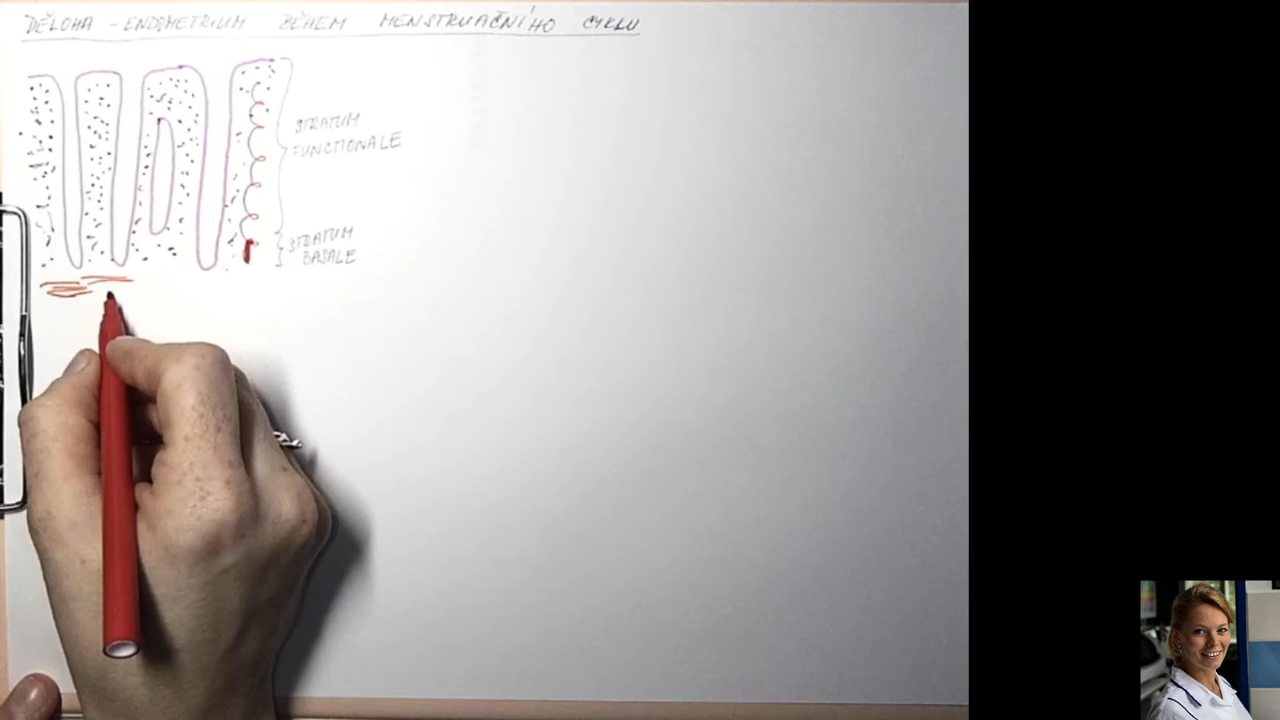 DĚLOHA - ENDOMETRIUM BĚHEM MENSTRUAČNÍHO CYKLU
STRATUM
FUNCTIONALE
STRATUM
BASALE